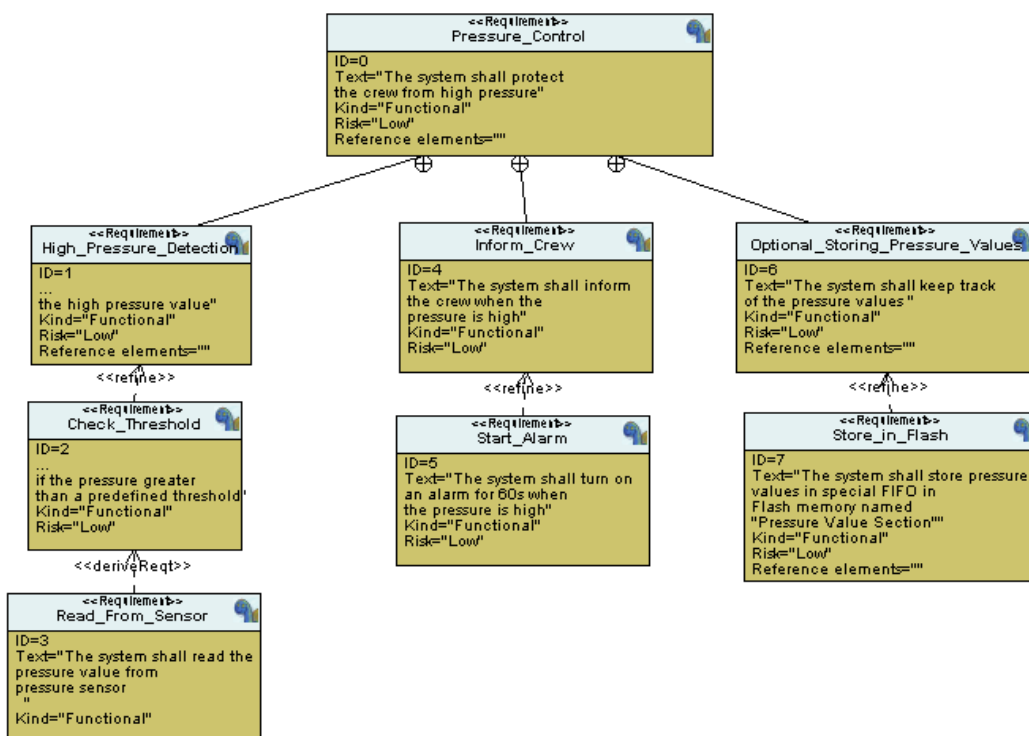 <<Requirement>>
Pressure_Control
ID=0
Text="The system shall protect
the crew from high pressure"
Kind="Functional"
Risk="Low"
Reference elements=""
<<Requirement>>
High_Pressure_Detection
ID=1
...
the high pressure value"
Kind="Functional"
Risk="Low"
Reference elements=""
<<Requirement>>
Inform_Crew
ID=4
Text="The system shall inform
the crew when the
pressure is high"
Kind="Functional"
Risk="Low"
<<Requirement>>
Optional_Storing_Pressure_Values
ID=6
Text="The system shall keep track
of the pressure values "
Kind="Functional"
Risk="Low"
Reference elements=""
<<refine>>
<<refine>>
<<refine>>
<<Requirement>>
Check_Threshold
ID=2
...
if the pressure greater
than a predefined threshold"
Kind="Functional"
Risk="Low"
<<Requirement>>
Start_Alarm
ID=5
Text="The system shall turn on
an alarm for 60s when
the pressure is high"
Kind="Functional"
Risk="Low"
<<Requirement>>
Store_in_Flash
ID=7
Text="The system shall store pressure
values in special FIFO in
Flash memory named
"Pressure Value Section""
Kind="Functional"
Risk="Low"
Reference elements=""
<<deriveReqt>>
<<Requirement>>
Read_From_Sensor
ID=3
Text="The system shall read the
pressure value from
pressure sensor
"
Kind="Functional"